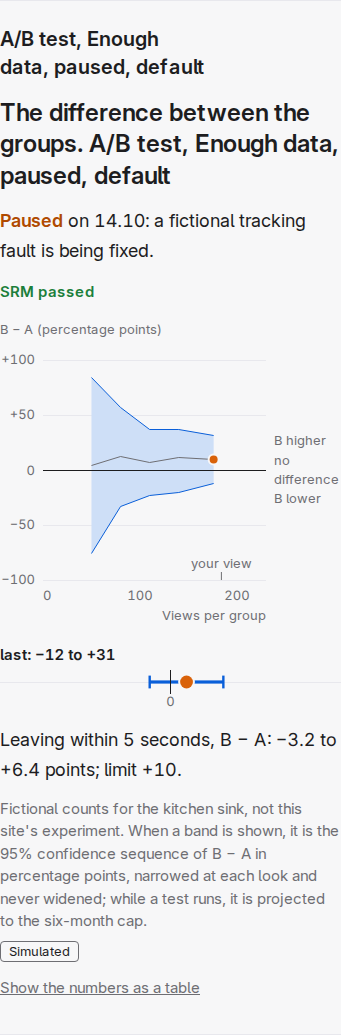 A/B test, Enough
data, paused, default
The difference between the
groups. A/B test, Enough data,
paused, default
Paused on 14.10: a fictional tracking
fault is being fixed.
SRM passed
B − A (percentage points)
+100
+50
0
−50
−100
B higher
no
difference
B lower
your view
0
100
200
Views per group
last: −12 to +31
0
Leaving within 5 seconds, B − A: −3.2 to
+6.4 points; limit +10.
Fictional counts for the kitchen sink, not this
site's experiment. When a band is shown, it is the
95% confidence sequence of B − A in
percentage points, narrowed at each look and
never widened; while a test runs, it is projected
to the six-month cap.
Simulated
Show the numbers as a table